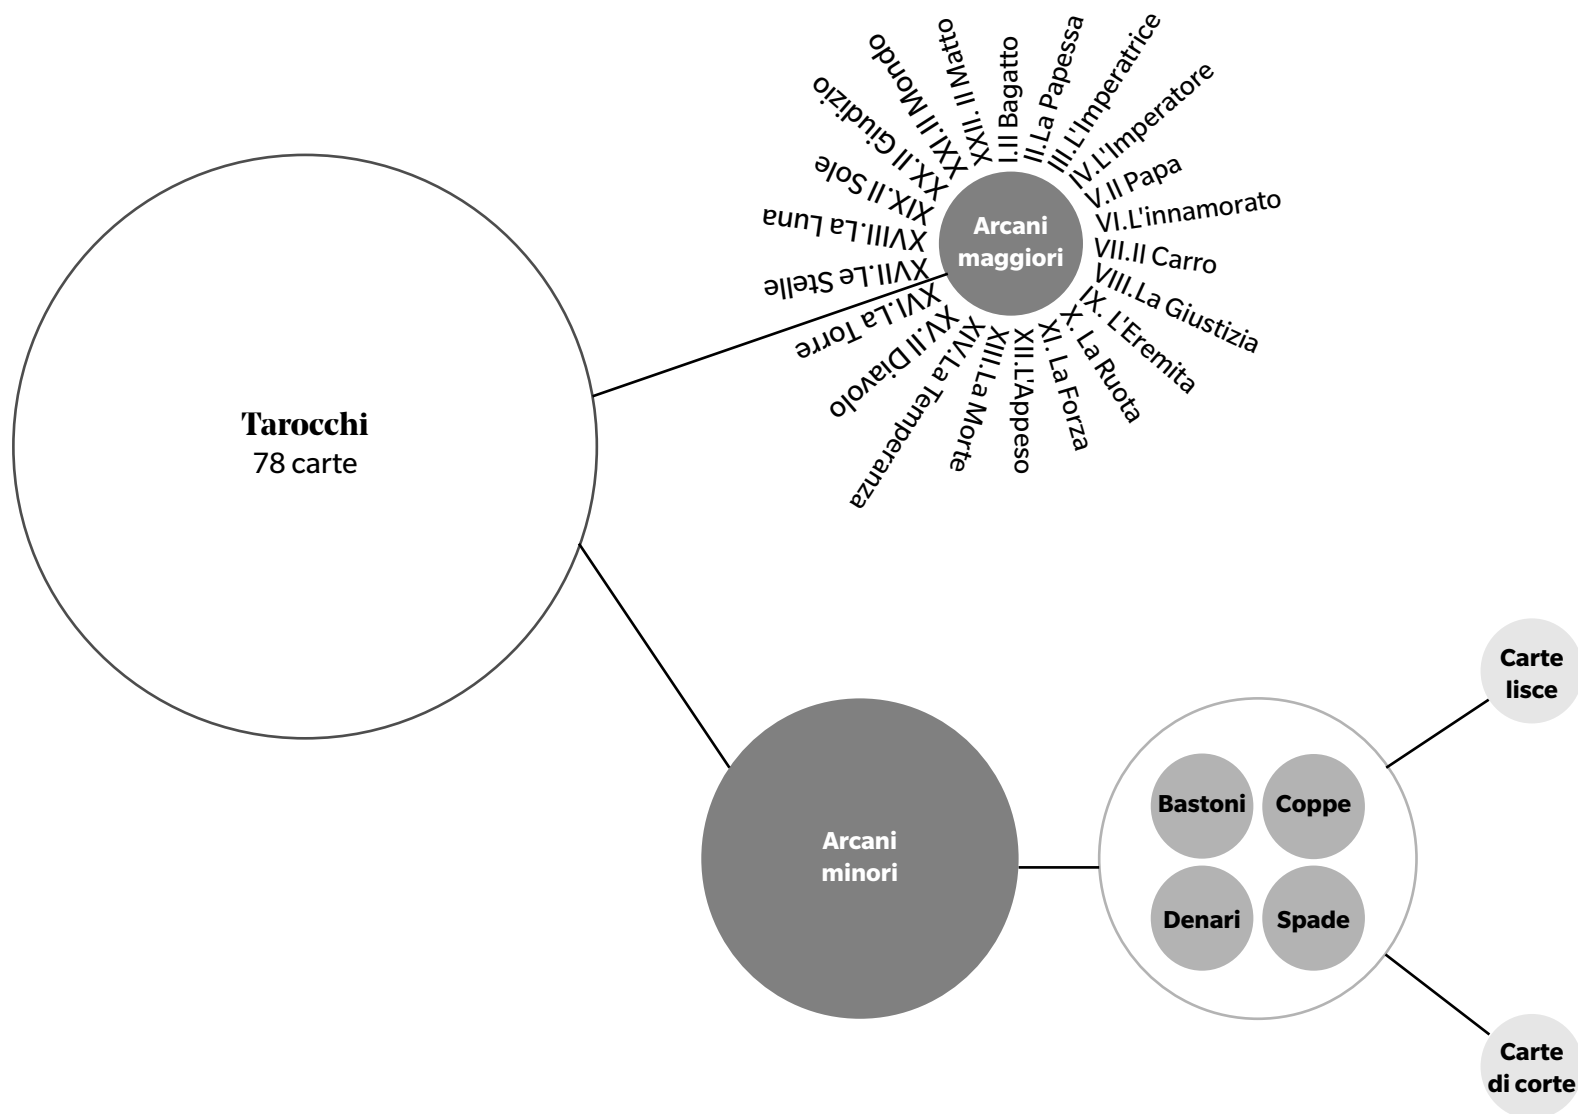 Tarocchi
78 carte
Arcani
maggiori
I.Il Bagatto
II.La Papessa
III.L'Imperatrice
IV.L'Imperatore
V.Il Papa
VI.L'innamorato
VII.Il Carro
VIII.La Giustizia
IX. L'Eremita
X. La Ruota
XI. La Forza
XII.L'Appeso
XIII.La Morte
XIV.La Temperanza
XV.Il Diavolo
XVI.La Torre
XVII.Le Stelle
XVIII.La Luna
XIX.Il Sole
XX.Il Giudizio
XXI.Il Mondo
XXII. Il Matto
Arcani
minori
Bastoni
Coppe
Denari
Spade
Carte
lisce
Carte
di corte